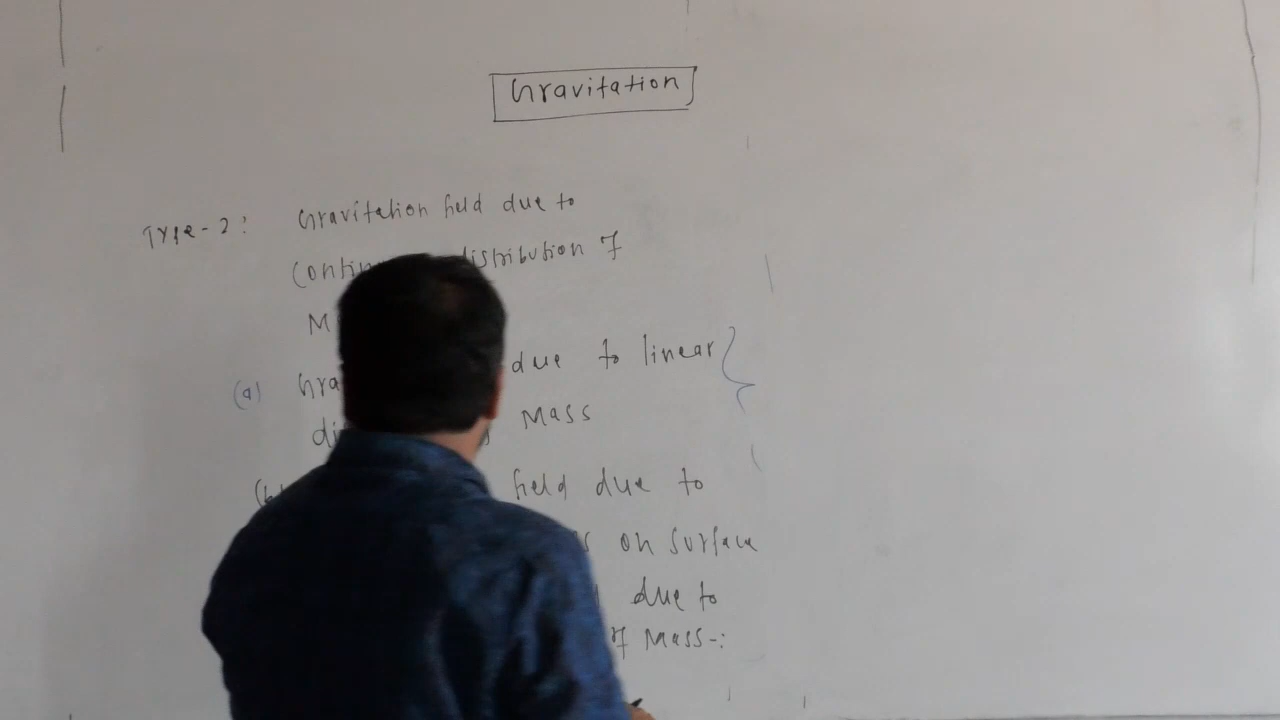 Gravitation
Type-2: Gravitation field due to
distribution of
M
(a) Gra due to linear
di Mass
(b) field due to
on surface
due to
of Mass-: